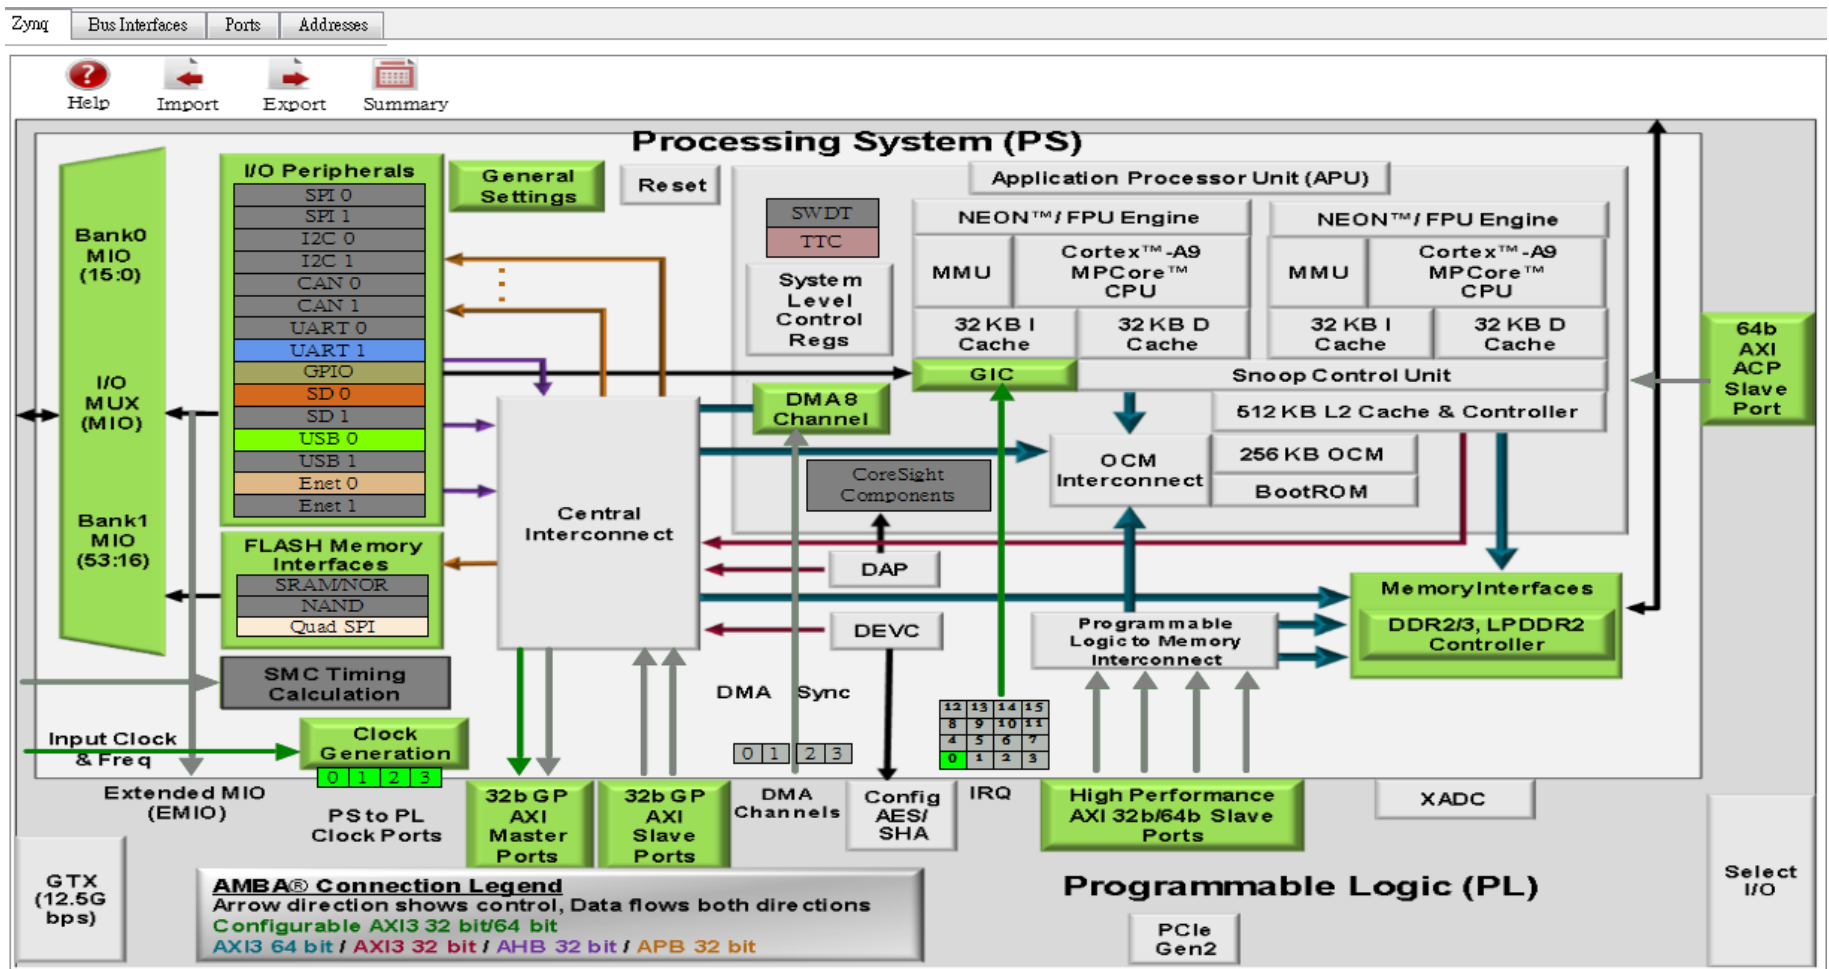 Zynq
Bus Interfaces
Ports
Addresses
Help
Import
Export
Summary
Processing System (PS)
Bank0
MIO
(15:0)
I/O
MUX
(MIO)
Bank1
MIO
(53:16)
I/O Peripherals
SPI 0
SPI 1
I2C 0
I2C 1
CAN 0
CAN 1
UART 0
UART 1
GPIO
SD 0
SD 1
USB 0
USB 1
Enet 0
Enet 1
FLASH Memory
Interfaces
SRAM/NOR
NAND
Quad SPI
SMC Timing
Calculation
General
Settings
Reset
Central
Interconnect
Application Processor Unit (APU)
SWDT
TTC
System
Level
Control
Regs
NEON™/ FPU Engine
MMU
Cortex™-A9
MPCore™
CPU
32 KB I
Cache
32 KB D
Cache
NEON™/ FPU Engine
MMU
Cortex™-A9
MPCore™
CPU
32 KB I
Cache
32 KB D
Cache
GIC
Snoop Control Unit
DMA 8
Channel
512 KB L2 Cache & Controller
OCM
Interconnect
256 KB OCM
BootROM
CoreSight
Components
DAP
DEVC
Programmable
Logic to Memory
Interconnect
Memory Interfaces
DDR2/3, LPDDR2
Controller
64b
AXI
ACP
Slave
Port
Input Clock
& Freq
Clock
Generation
0 1 2 3
Extended MIO
(EMIO)
PS to PL
Clock Ports
32b GP
AXI
Master
Ports
32b GP
AXI
Slave
Ports
DMA Sync
0 1 2 3
DMA
Channels
Config
AES/
SHA
12 13 14 15
8 9 10 11
4 5 6 7
0 1 2 3
IRQ
High Performance
AXI 32b/64b Slave
Ports
XADC
GTX
(12.5G
bps)
AMBA® Connection Legend
Arrow direction shows control, Data flows both directions
Configurable AXI3 32 bit/64 bit
AXI3 64 bit / AXI3 32 bit / AHB 32 bit / APB 32 bit
Programmable Logic (PL)
PCIe
Gen2
Select
I/O